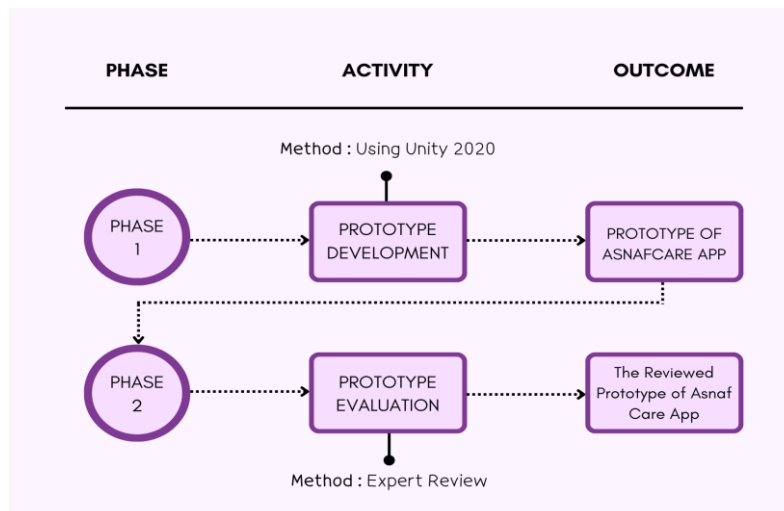 PHASE
ACTIVITY
OUTCOME
Method : Using Unity 2020
PHASE
1
PROTOTYPE
DEVELOPMENT
PROTOTYPE OF
ASNAFCARE APP
PHASE
2
PROTOTYPE
EVALUATION
The Reviewed
Prototype of Asnaf
Care App
Method : Expert Review